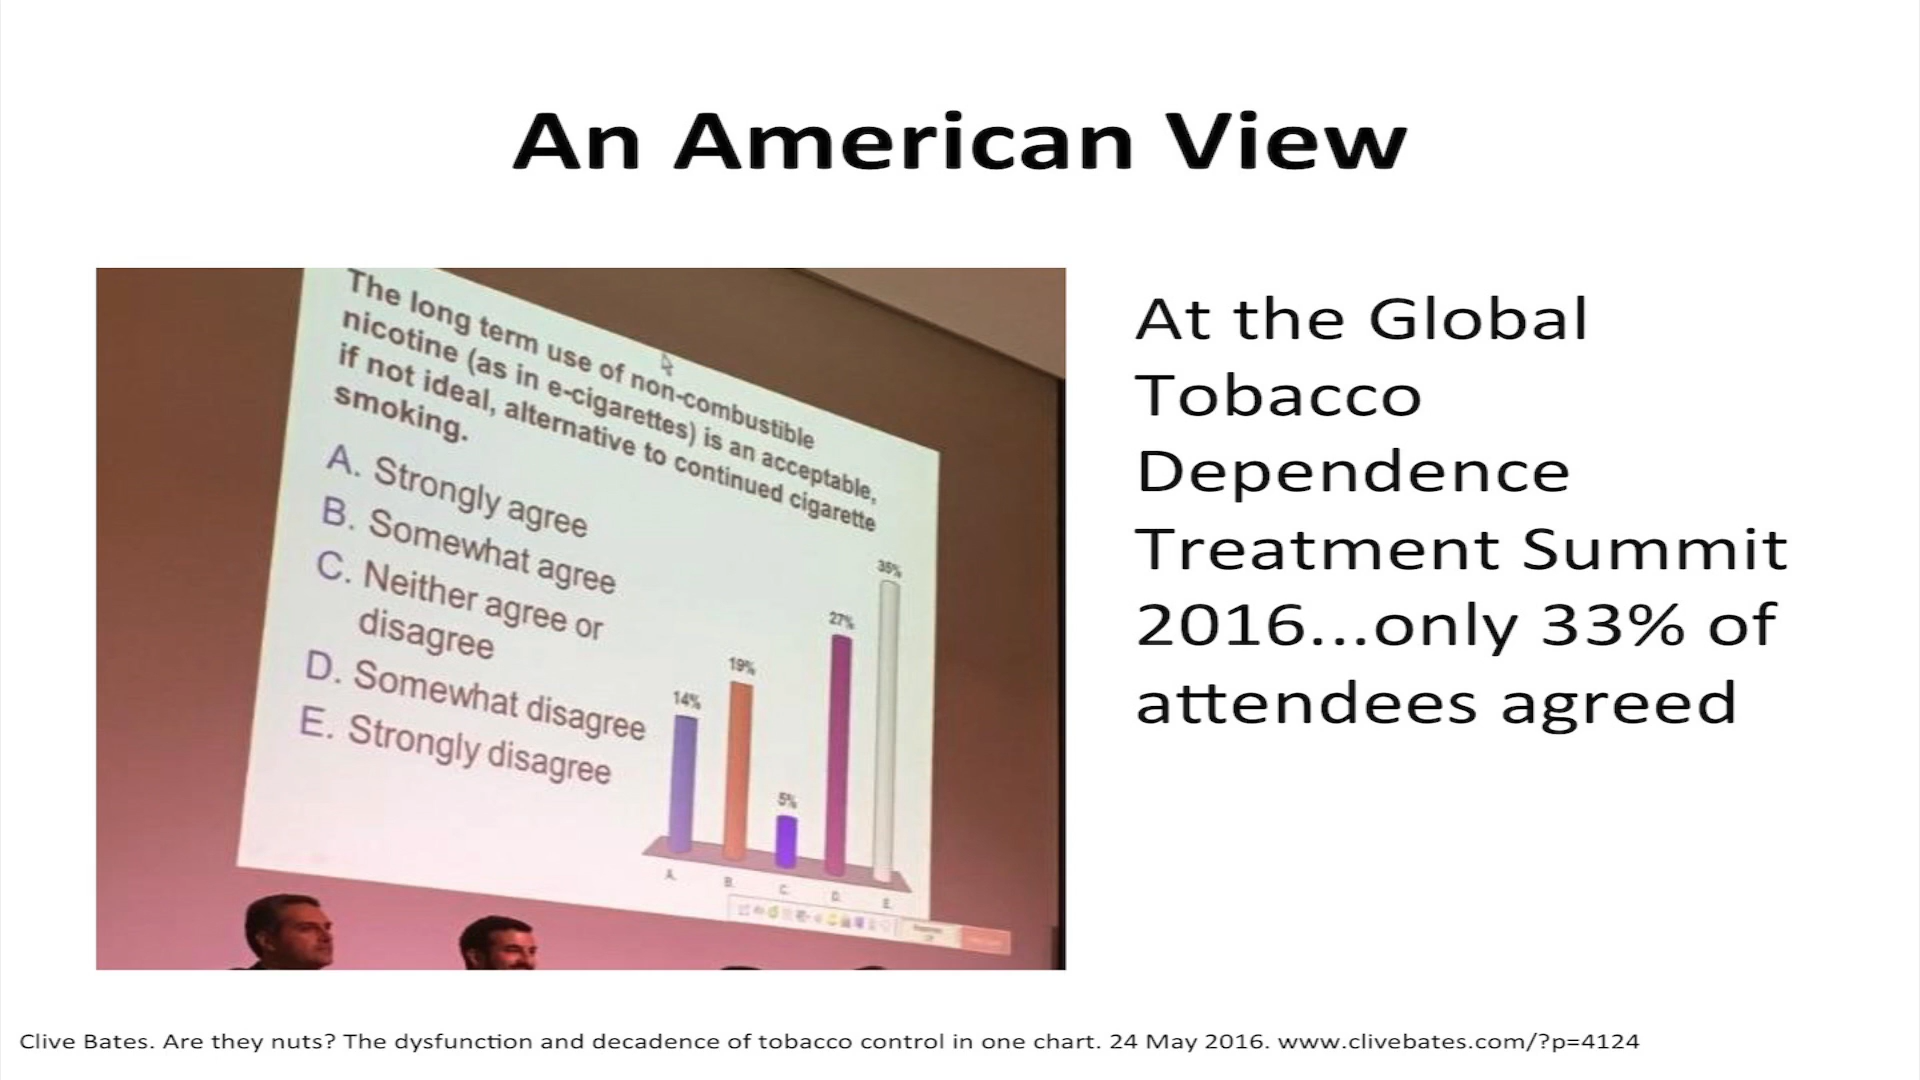 An American View
The long term use of non-combustible
nicotine (as in e-cigarettes) is an acceptable,
if not ideal, alternative to continued cigarette
smoking.
A. Strongly agree
B. Somewhat agree
C. Neither agree or
disagree
D. Somewhat disagree
E. Strongly disagree
14%
19%
5%
27%
35%
A.
B.
C.
D.
E.
At the Global
Tobacco
Dependence
Treatment Summit
2016...only 33% of
attendees agreed
Clive Bates. Are they nuts? The dysfunction and decadence of tobacco control in one chart. 24 May 2016. www.clivebates.com/?p=4124